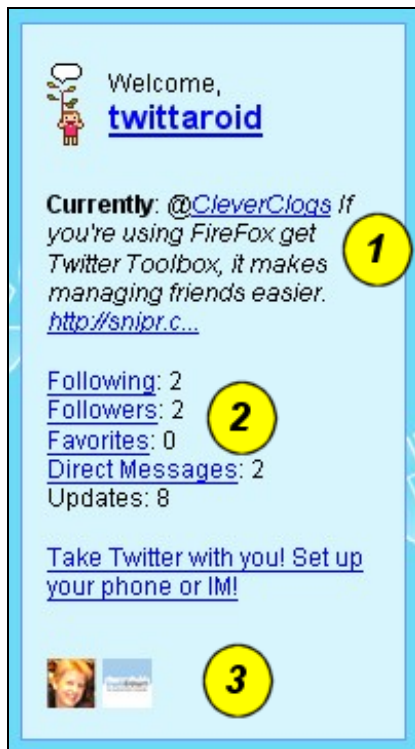 Welcome,
twittaroid
Currently: @CleverClogs If
you're using FireFox get
Twitter Toolbox, it makes
managing friends easier.
http://snipr.c...
1
Following: 2
Followers: 2
Favorites: 0
Direct Messages: 2
Updates: 8
2
Take Twitter with you! Set up
your phone or IM!
3